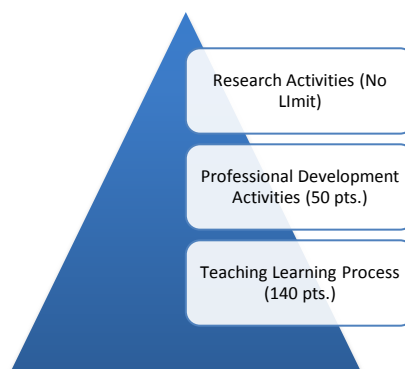 Research Activities (No
LImit)
Professional Development
Activities (50 pts.)
Teaching Learning Process
(140 pts.)